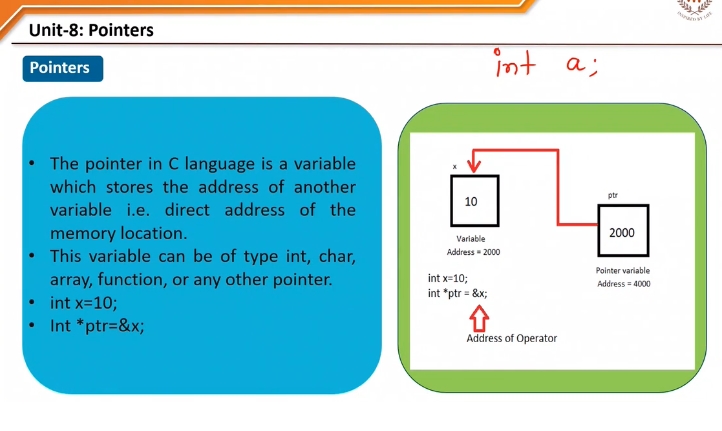 Unit-8: Pointers
Pointers
int a;
• The pointer in C language is a variable
which stores the address of another
variable i.e. direct address of the
memory location.
• This variable can be of type int, char,
array, function, or any other pointer.
• int x=10;
• Int *ptr=&x;
x
10
Variable
Address = 2000
ptr
2000
Pointer variable
Address = 4000
int x=10;
int *ptr = &x;
Address of Operator